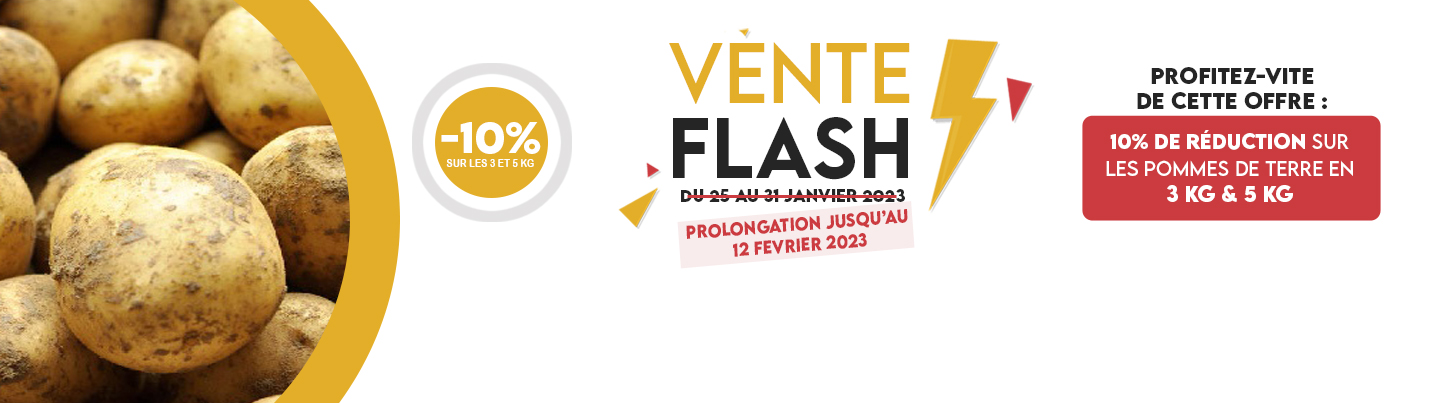 -10%
SUR LES 3 ET 5 KG
VENTE
FLASH
DU 25 AU 31 JANVIER 2023
PROLONGATION JUSQU'AU
12 FEVRIER 2023
PROFITEZ-VITE
DE CETTE OFFRE :
10% DE RÉDUCTION SUR
LES POMMES DE TERRE EN
3 KG & 5 KG